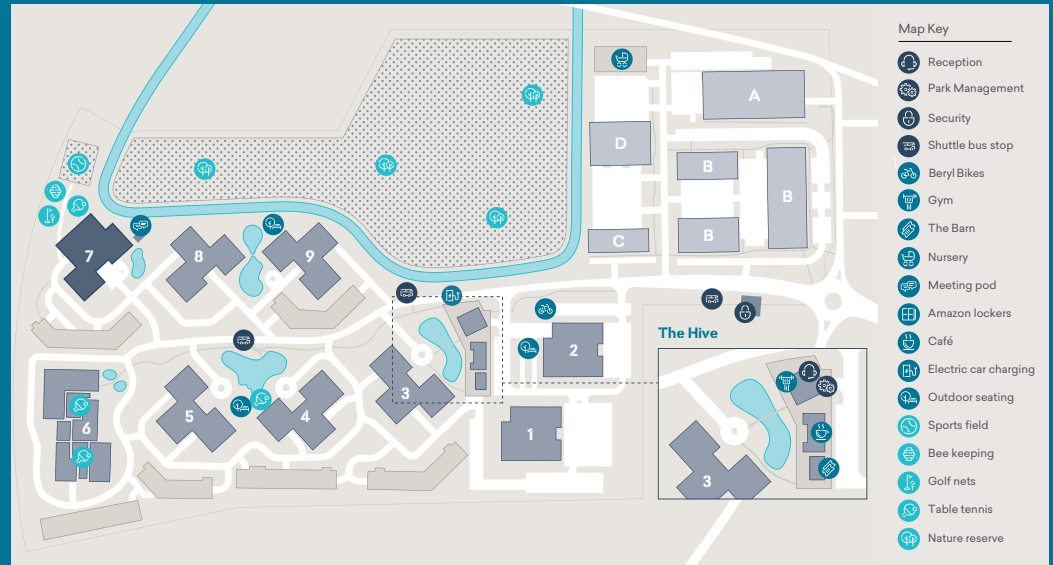 Map Key
Reception
Park Management
Security
Shuttle bus stop
Beryl Bikes
Gym
The Barn
Nursery
Meeting pod
Amazon lockers
Café
Electric car charging
Outdoor seating
Sports field
Bee keeping
Golf nets
Table tennis
Nature reserve
A
D
B
B
B
C
7
8
9
The Hive
2
3
5
4
6
1
3